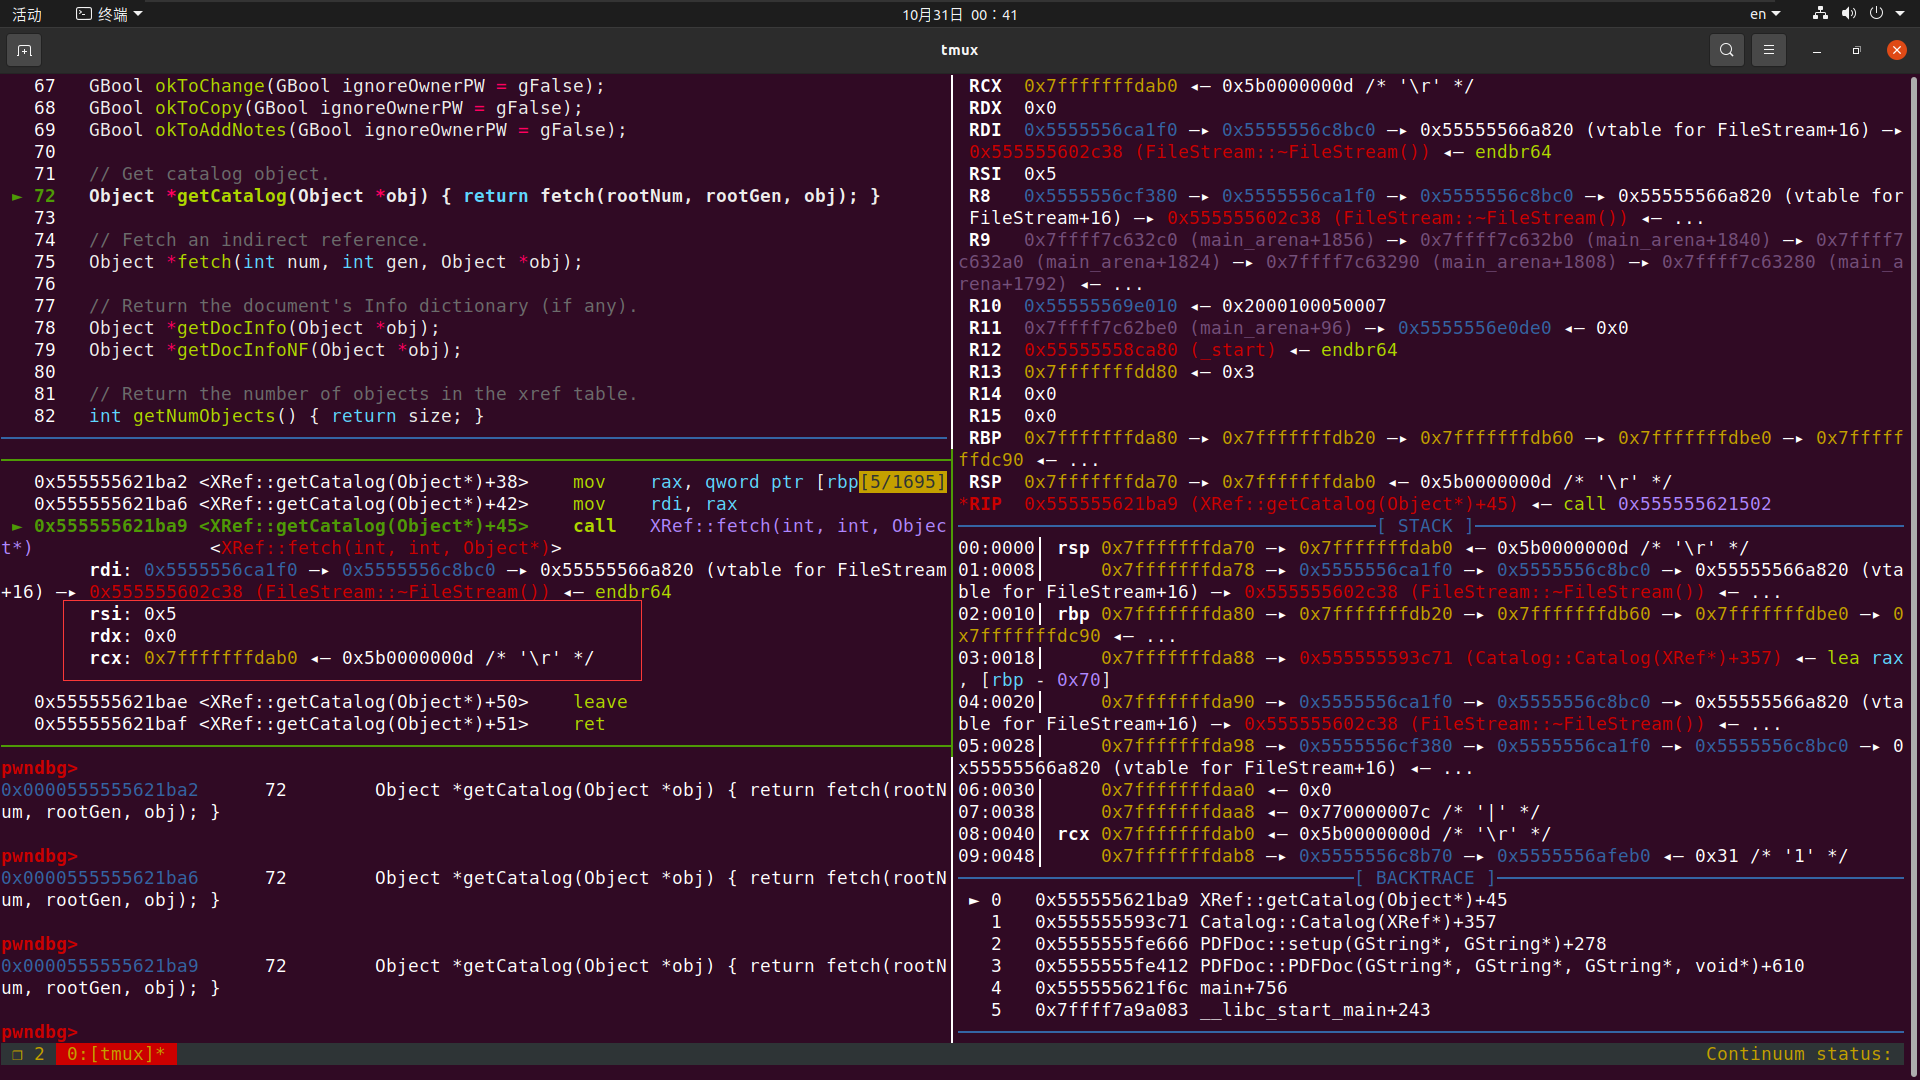 活动
终端
10月31日 00：41
en
tmux
67 GBool okToChange(GBool ignoreOwnerPW = gFalse);
68 GBool okToCopy(GBool ignoreOwnerPW = gFalse);
69 GBool okToAddNotes(GBool ignoreOwnerPW = gFalse);
70
71 // Get catalog object.
► 72 Object *getCatalog(Object *obj) { return fetch(rootNum, rootGen, obj); }
73
74 // Fetch an indirect reference.
75 Object *fetch(int num, int gen, Object *obj);
76
77 // Return the document's Info dictionary (if any).
78 Object *getDocInfo(Object *obj);
79 Object *getDocInfoNF(Object *obj);
80
81 // Return the number of objects in the xref table.
82 int getNumObjects() { return size; }
0x555555621ba2 <XRef::getCatalog(Object*)+38> mov rax, qword ptr [rbp[5/1695]
0x555555621ba6 <XRef::getCatalog(Object*)+42> mov rdi, rax
► 0x555555621ba9 <XRef::getCatalog(Object*)+45> call XRef::fetch(int, int, Objec
t*) <XRef::fetch(int, int, Object*)>
rdi: 0x5555556ca1f0 —▸ 0x5555556c8bc0 —▸ 0x55555566a820 (vtable for FileStream
+16) —▸ 0x555555602c38 (FileStream::~FileStream()) ◂— endbr64
rsi: 0x5
rdx: 0x0
rcx: 0x7fffffffdab0 ◂— 0x5b0000000d /* '\r' */
0x555555621bae <XRef::getCatalog(Object*)+50> leave
0x555555621baf <XRef::getCatalog(Object*)+51> ret
pwndbg>
0x0000555555621ba2 72 Object *getCatalog(Object *obj) { return fetch(rootN
um, rootGen, obj); }
pwndbg>
0x0000555555621ba6 72 Object *getCatalog(Object *obj) { return fetch(rootN
um, rootGen, obj); }
pwndbg>
0x0000555555621ba9 72 Object *getCatalog(Object *obj) { return fetch(rootN
um, rootGen, obj); }
pwndbg>
RCX 0x7fffffffdab0 ◂— 0x5b0000000d /* '\r' */
RDX 0x0
RDI 0x5555556ca1f0 —▸ 0x5555556c8bc0 —▸ 0x55555566a820 (vtable for FileStream+16) —▸
0x555555602c38 (FileStream::~FileStream()) ◂— endbr64
RSI 0x5
R8 0x5555556cf380 —▸ 0x5555556ca1f0 —▸ 0x5555556c8bc0 —▸ 0x55555566a820 (vtable for
FileStream+16) —▸ 0x555555602c38 (FileStream::~FileStream()) ◂— ...
R9 0x7ffff7c632c0 (main_arena+1856) —▸ 0x7ffff7c632b0 (main_arena+1840) —▸ 0x7ffff7
c632a0 (main_arena+1824) —▸ 0x7ffff7c63290 (main_arena+1808) —▸ 0x7ffff7c63280 (main_a
rena+1792) ◂— ...
R10 0x55555569e010 ◂— 0x2000100050007
R11 0x7ffff7c62be0 (main_arena+96) —▸ 0x5555556e0de0 ◂— 0x0
R12 0x55555558ca80 (_start) ◂— endbr64
R13 0x7fffffffdd80 ◂— 0x3
R14 0x0
R15 0x0
RBP 0x7fffffffda80 —▸ 0x7fffffffdb20 —▸ 0x7fffffffdb60 —▸ 0x7fffffffdbe0 —▸ 0x7fffff
ffdc90 ◂— ...
RSP 0x7fffffffda70 —▸ 0x7fffffffdab0 ◂— 0x5b0000000d /* '\r' */
*RIP 0x555555621ba9 (XRef::getCatalog(Object*)+45) ◂— call 0x555555621502
[ STACK ]
00:0000│ rsp 0x7fffffffda70 —▸ 0x7fffffffdab0 ◂— 0x5b0000000d /* '\r' */
01:0008│ 0x7fffffffda78 —▸ 0x5555556ca1f0 —▸ 0x5555556c8bc0 —▸ 0x55555566a820 (vta
ble for FileStream+16) —▸ 0x555555602c38 (FileStream::~FileStream()) ◂— ...
02:0010│ rbp 0x7fffffffda80 —▸ 0x7fffffffdb20 —▸ 0x7fffffffdb60 —▸ 0x7fffffffdbe0 —▸ 0
x7fffffffdc90 ◂— ...
03:0018│ 0x7fffffffda88 —▸ 0x555555593c71 (Catalog::Catalog(XRef*)+357) ◂— lea rax
, [rbp - 0x70]
04:0020│ 0x7fffffffda90 —▸ 0x5555556ca1f0 —▸ 0x5555556c8bc0 —▸ 0x55555566a820 (vta
ble for FileStream+16) —▸ 0x555555602c38 (FileStream::~FileStream()) ◂— ...
05:0028│ 0x7fffffffda98 —▸ 0x5555556cf380 —▸ 0x5555556ca1f0 —▸ 0x5555556c8bc0 —▸ 0
x55555566a820 (vtable for FileStream+16) ◂— ...
06:0030│ 0x7fffffffdaa0 ◂— 0x0
07:0038│ 0x7fffffffdaa8 ◂— 0x770000007c /* '|' */
08:0040│ rcx 0x7fffffffdab0 ◂— 0x5b0000000d /* '\r' */
09:0048│ 0x7fffffffdab8 —▸ 0x5555556c8b70 —▸ 0x5555556afeb0 ◂— 0x31 /* '1' */
[ BACKTRACE ]
► 0 0x555555621ba9 XRef::getCatalog(Object*)+45
1 0x555555593c71 Catalog::Catalog(XRef*)+357
2 0x5555555fe666 PDFDoc::setup(GString*, GString*)+278
3 0x5555555fe412 PDFDoc::PDFDoc(GString*, GString*, GString*, void*)+610
4 0x555555621f6c main+756
5 0x7ffff7a9a083 __libc_start_main+243
❐ 2 0:[tmux]* Continuum status: